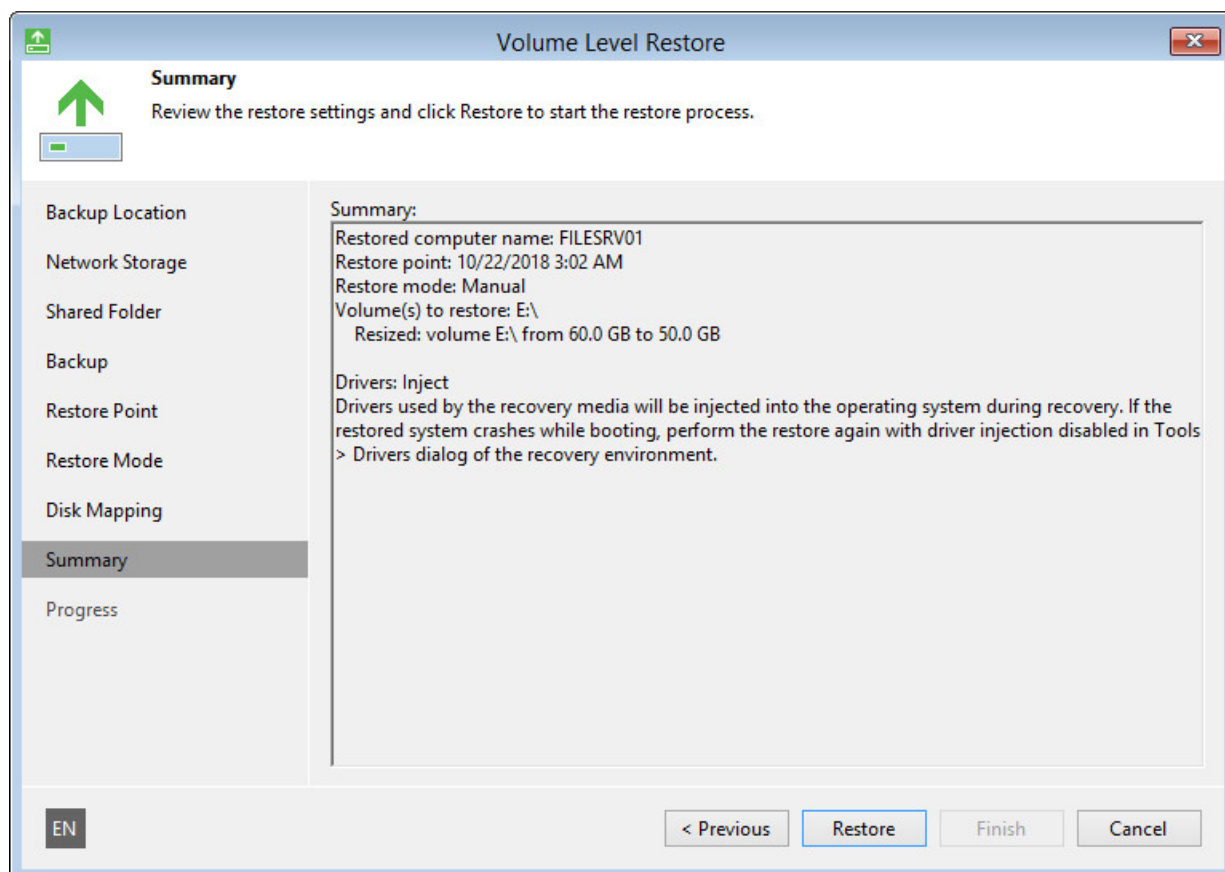 Volume Level Restore
Summary
Review the restore settings and click Restore to start the restore process.
Backup Location
Network Storage
Shared Folder
Backup
Restore Point
Restore Mode
Disk Mapping
Summary
Progress
Summary:
Restored computer name: FILESRV01
Restore point: 10/22/2018 3:02 AM
Restore mode: Manual
Volume(s) to restore: E:\
Resized: volume E:\ from 60.0 GB to 50.0 GB
Drivers: Inject
Drivers used by the recovery media will be injected into the operating system during recovery. If the
restored system crashes while booting, perform the restore again with driver injection disabled in Tools
> Drivers dialog of the recovery environment.
EN
< Previous
Restore
Finish
Cancel